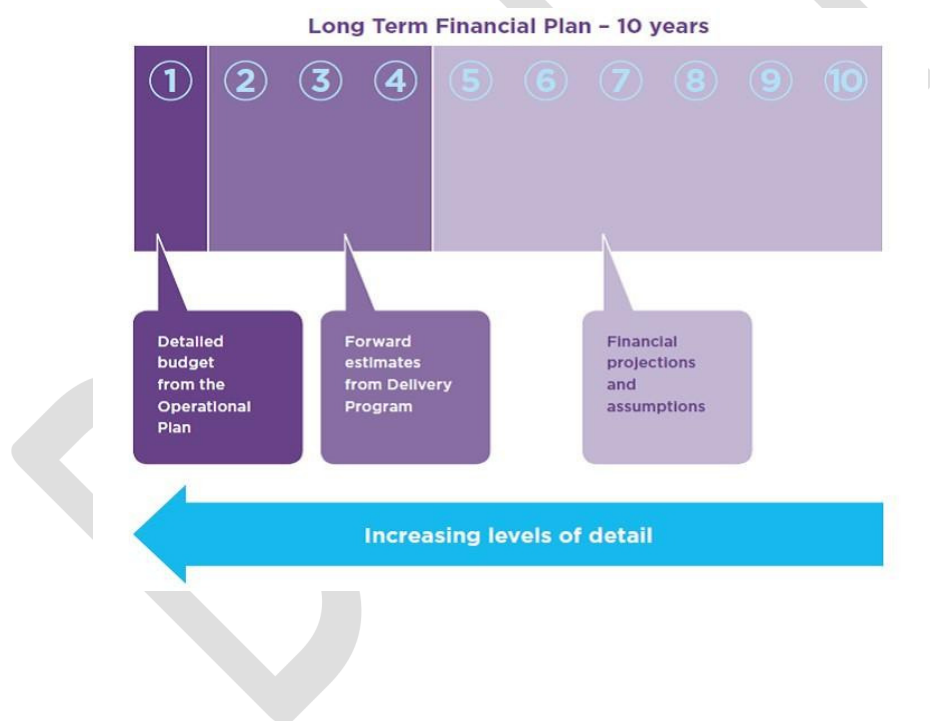 Long Term Financial Plan – 10 years
1 2 3 4 5 6 7 8 9 10
Detailed
budget
from the
Operational
Plan
Forward
estimates
from Delivery
Program
Financial
projections
and
assumptions
Increasing levels of detail